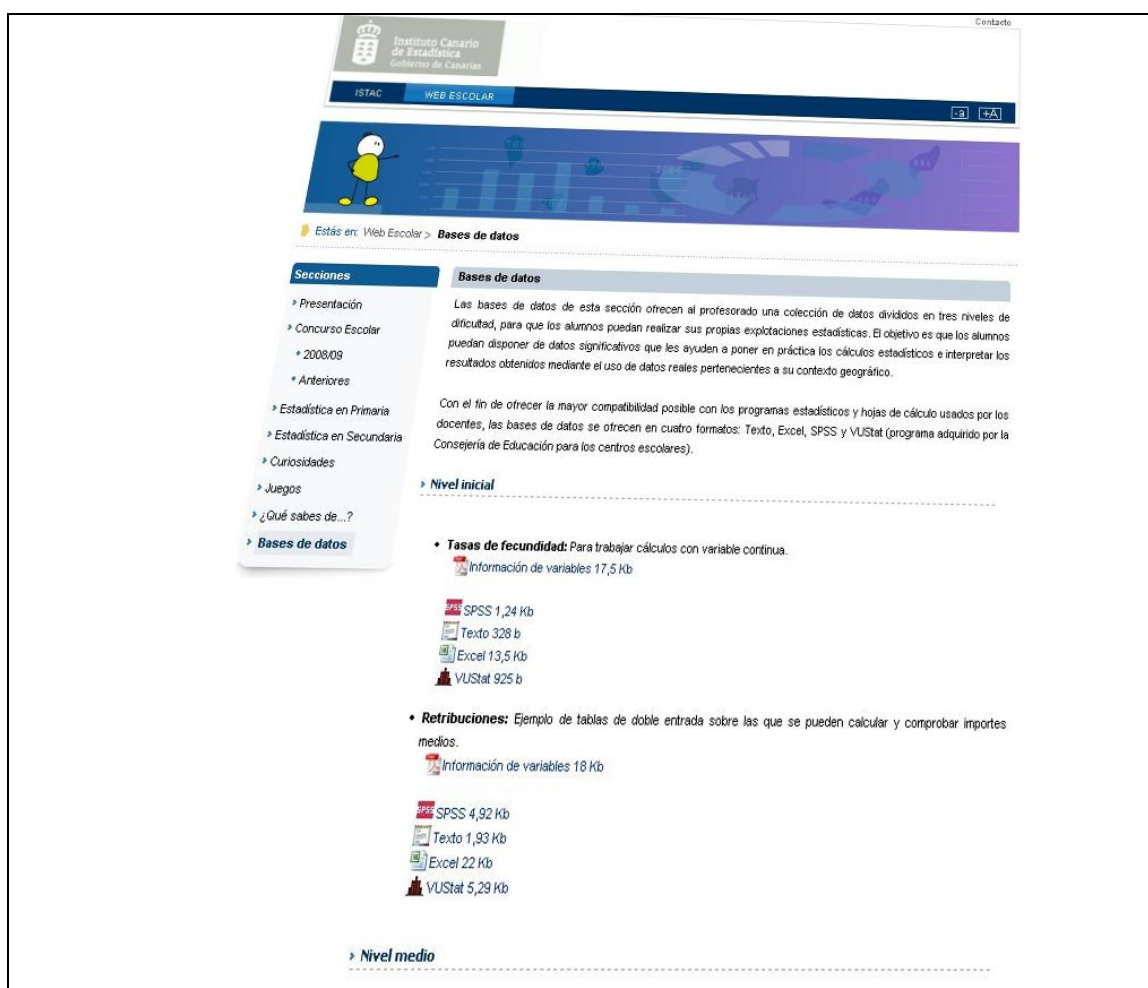 Contacto
Instituto Canario
de Estadística
Gobierno de Canarias
ISTAC WEB ESCOLAR
-a +A
Estás en: Web Escolar > Bases de datos
Secciones
Presentación
Concurso Escolar
2008/09
Anteriores
Estadística en Primaria
Estadística en Secundaria
Curiosidades
Juegos
¿Qué sabes de...?
Bases de datos
Bases de datos
Las bases de datos de esta sección ofrecen al profesorado una colección de datos divididos en tres niveles de
dificultad, para que los alumnos puedan realizar sus propias explotaciones estadísticas. El objetivo es que los alumnos
puedan disponer de datos significativos que les ayuden a poner en práctica los cálculos estadísticos e interpretar los
resultados obtenidos mediante el uso de datos reales pertenecientes a su contexto geográfico.
Con el fin de ofrecer la mayor compatibilidad posible con los programas estadísticos y hojas de cálculo usados por los
docentes, las bases de datos se ofrecen en cuatro formatos: Texto, Excel, SPSS y VUStat (programa adquirido por la
Consejería de Educación para los centros escolares).
Nivel inicial
• Tasas de fecundidad: Para trabajar cálculos con variable continua.
Información de variables 17,5 Kb
SPSS SPSS 1,24 Kb
Texto 328 b
Excel 13,5 Kb
VUStat 925 b
• Retribuciones: Ejemplo de tablas de doble entrada sobre las que se pueden calcular y comprobar importes
medios.
Información de variables 18 Kb
SPSS SPSS 4,92 Kb
Texto 1,93 Kb
Excel 22 Kb
VUStat 5,29 Kb
Nivel medio